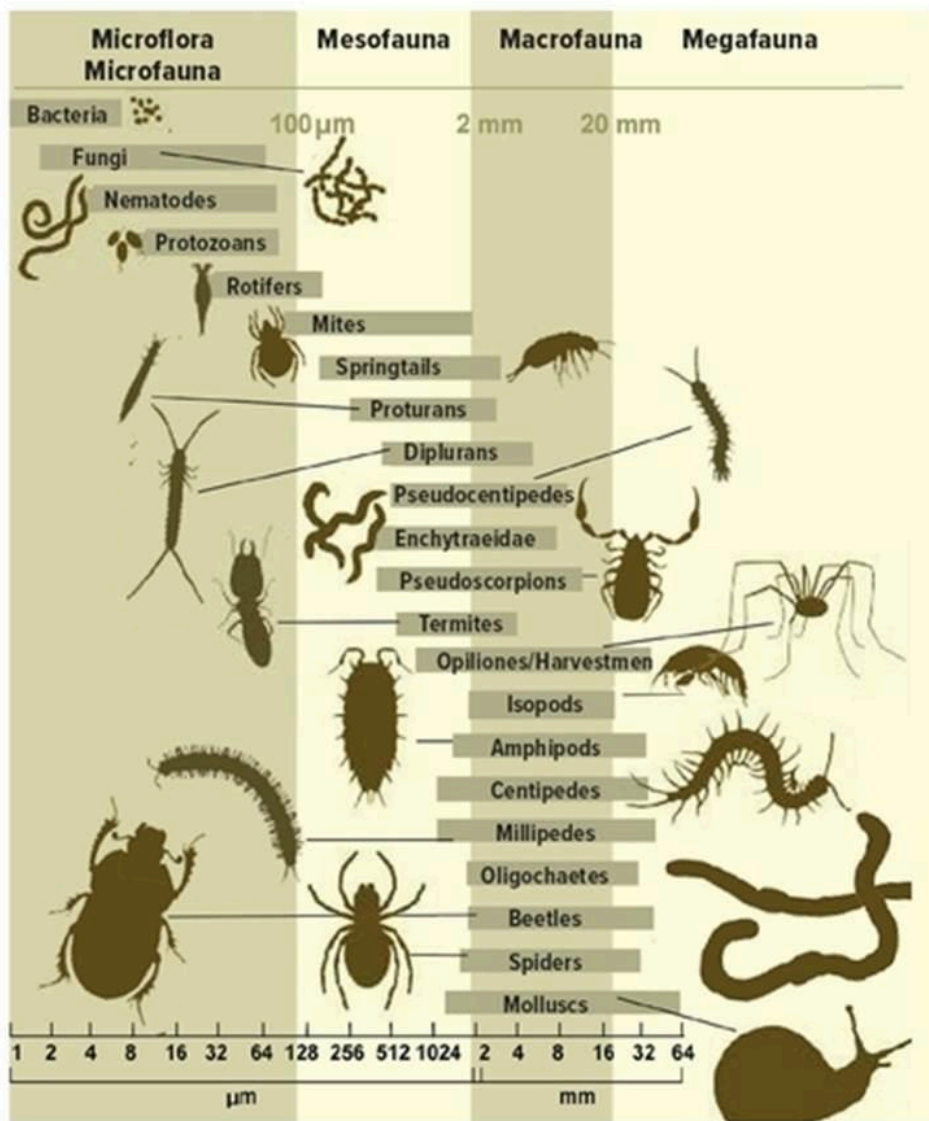 Microflora
Microfauna
Mesofauna
Macrofauna
Megafauna
Bacteria
100 µm
2 mm
20 mm
Fungi
Nematodes
Protozoans
Rotifers
Mites
Springtails
Proturans
Diplurans
Pseudocentipedes
Enchytraeidae
Pseudoscorpions
Termites
Opiliones/Harvestmen
Isopods
Amphipods
Centipedes
Millipedes
Oligochaetes
Beetles
Spiders
Molluscs
1 2 4 8 16 32 64 128 256 512 1024 2 4 8 16 32 64
µm
mm